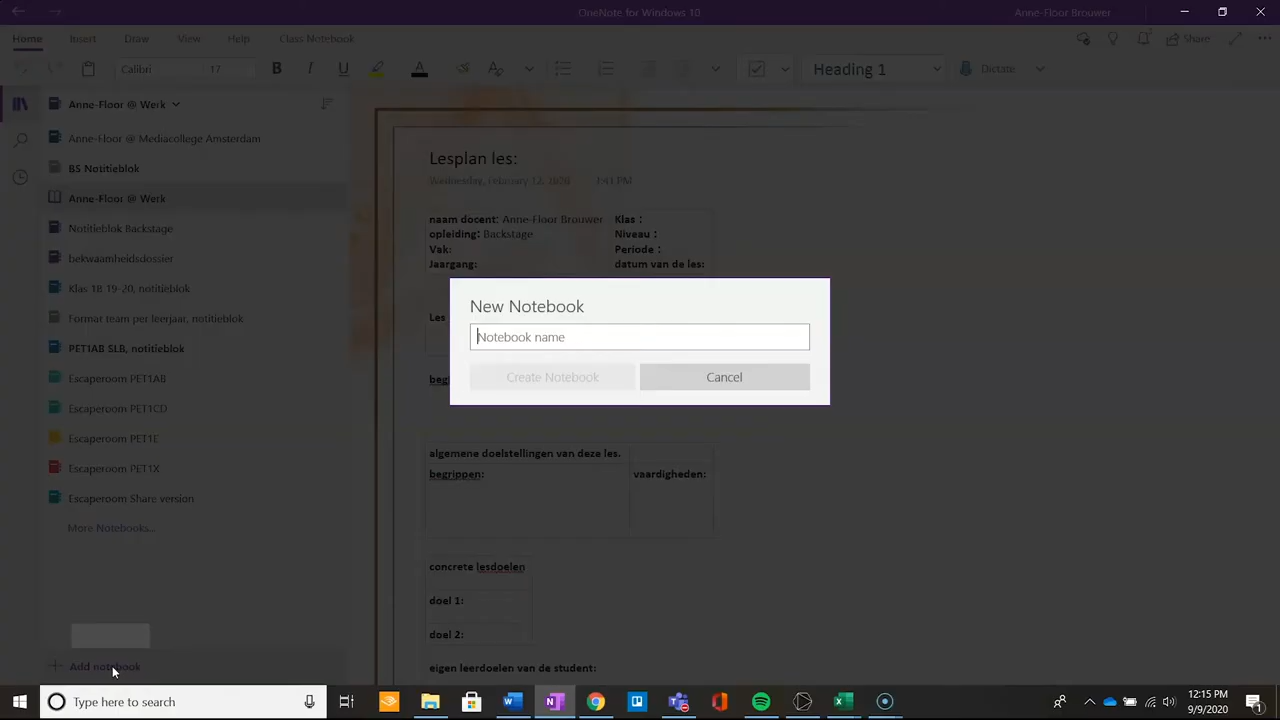 OneNote for Windows 10
Anne-Floor Brouwer
Home Insert Draw View Help Class Notebook
Share
Calibri 17 B I U A Heading 1 Dictate
Anne-Floor @ Werk
Anne-Floor @ Mediacollege Amsterdam
BS Notitieblok
Anne-Floor @ Werk
Notitieblok Backstage
bekwaamheidsdossier
Klas 1B 19-20, notitieblok
Format team per leerjaar, notitieblok
PET1AB SLB, notitieblok
Escaperoom PET1AB
Escaperoom PET1CD
Escaperoom PET1E
Escaperoom PET1X
Escaperoom Share version
More Notebooks...
Add notebook
Lesplan les:
Wednesday, February 12, 2020 1:41 PM
naam docent: Anne-Floor Brouwer Klas :
opleiding: Backstage Niveau :
Vak: Periode :
Jaargang: datum van de les:
Les
New Notebook
Notebook name
Create Notebook Cancel
algemene doelstellingen van deze les.
begrippen: vaardigheden:
concrete lesdoelen
doel 1:
doel 2:
eigen leerdoelen van de student:
Type here to search
12:15 PM
9/9/2020